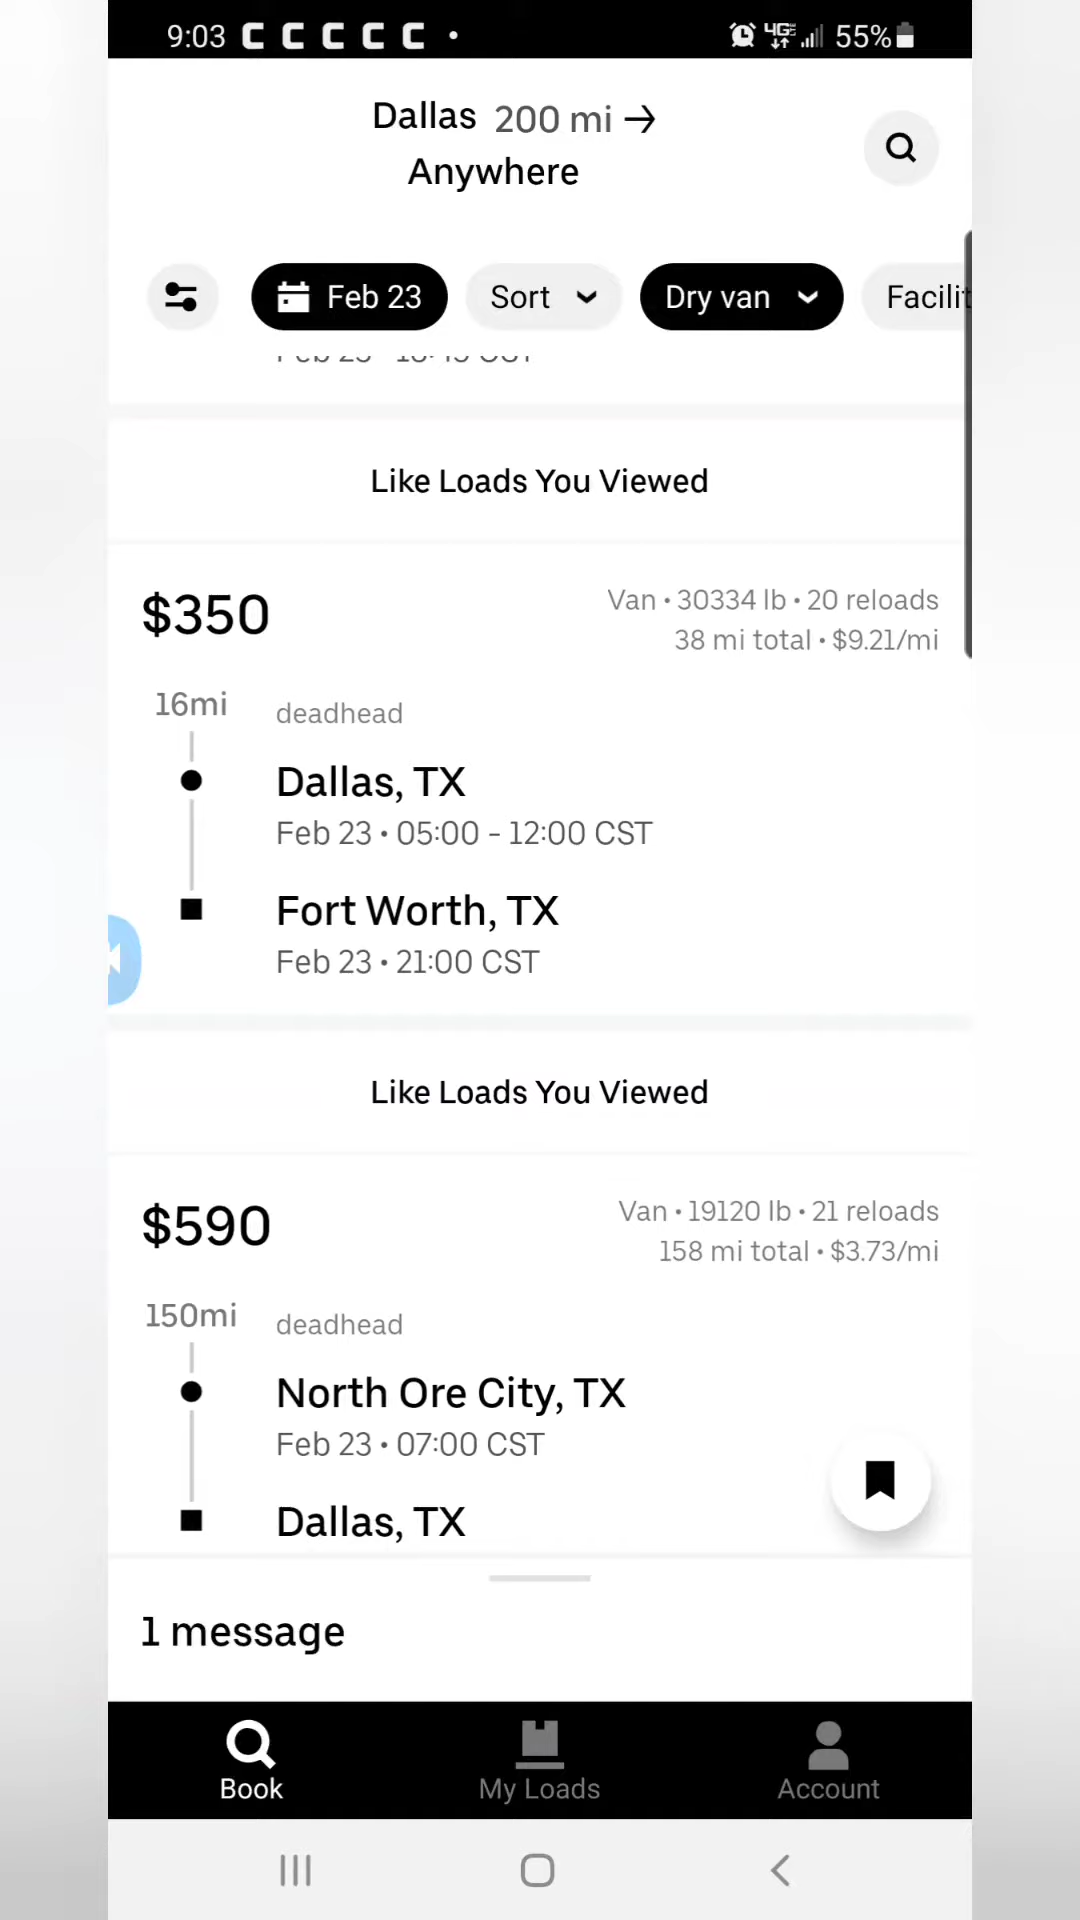 9:03 C C C C C • 4GE 55%
Dallas 200 mi →
Anywhere
Feb 23 Sort Dry van Facilit
Like Loads You Viewed
$350
Van • 30334 lb • 20 reloads
38 mi total • $9.21/mi
16mi deadhead
Dallas, TX
Feb 23 • 05:00 - 12:00 CST
Fort Worth, TX
Feb 23 • 21:00 CST
Like Loads You Viewed
$590
Van • 19120 lb • 21 reloads
158 mi total • $3.73/mi
150mi deadhead
North Ore City, TX
Feb 23 • 07:00 CST
Dallas, TX
1 message
Book My Loads Account